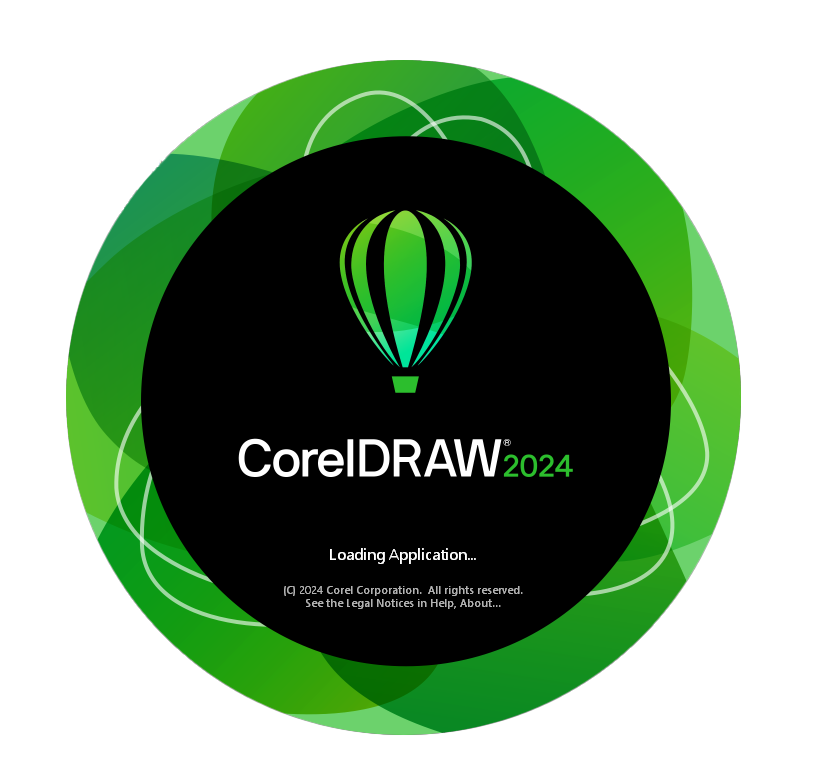 CorelDRAW® 2024
Loading Application...
(C) 2024 Corel Corporation.  All rights reserved.
See the Legal Notices in Help, About...